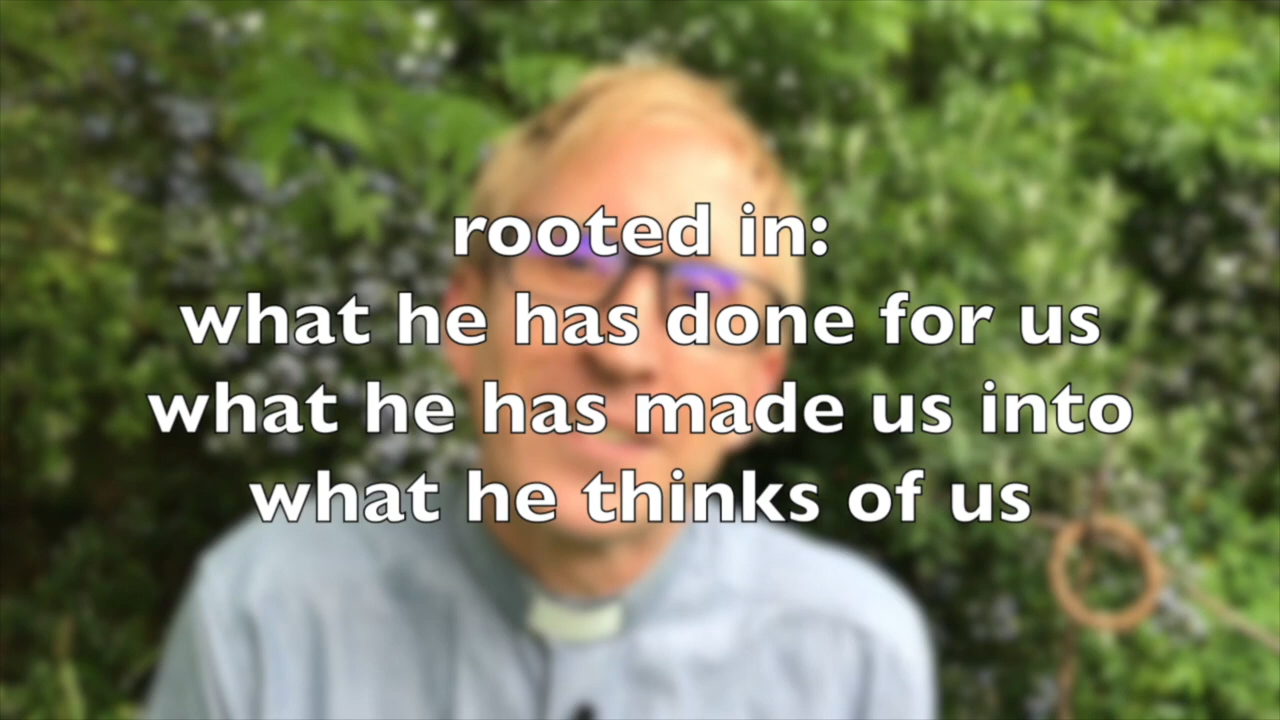 rooted in:
what he has done for us
what he has made us into
what he thinks of us